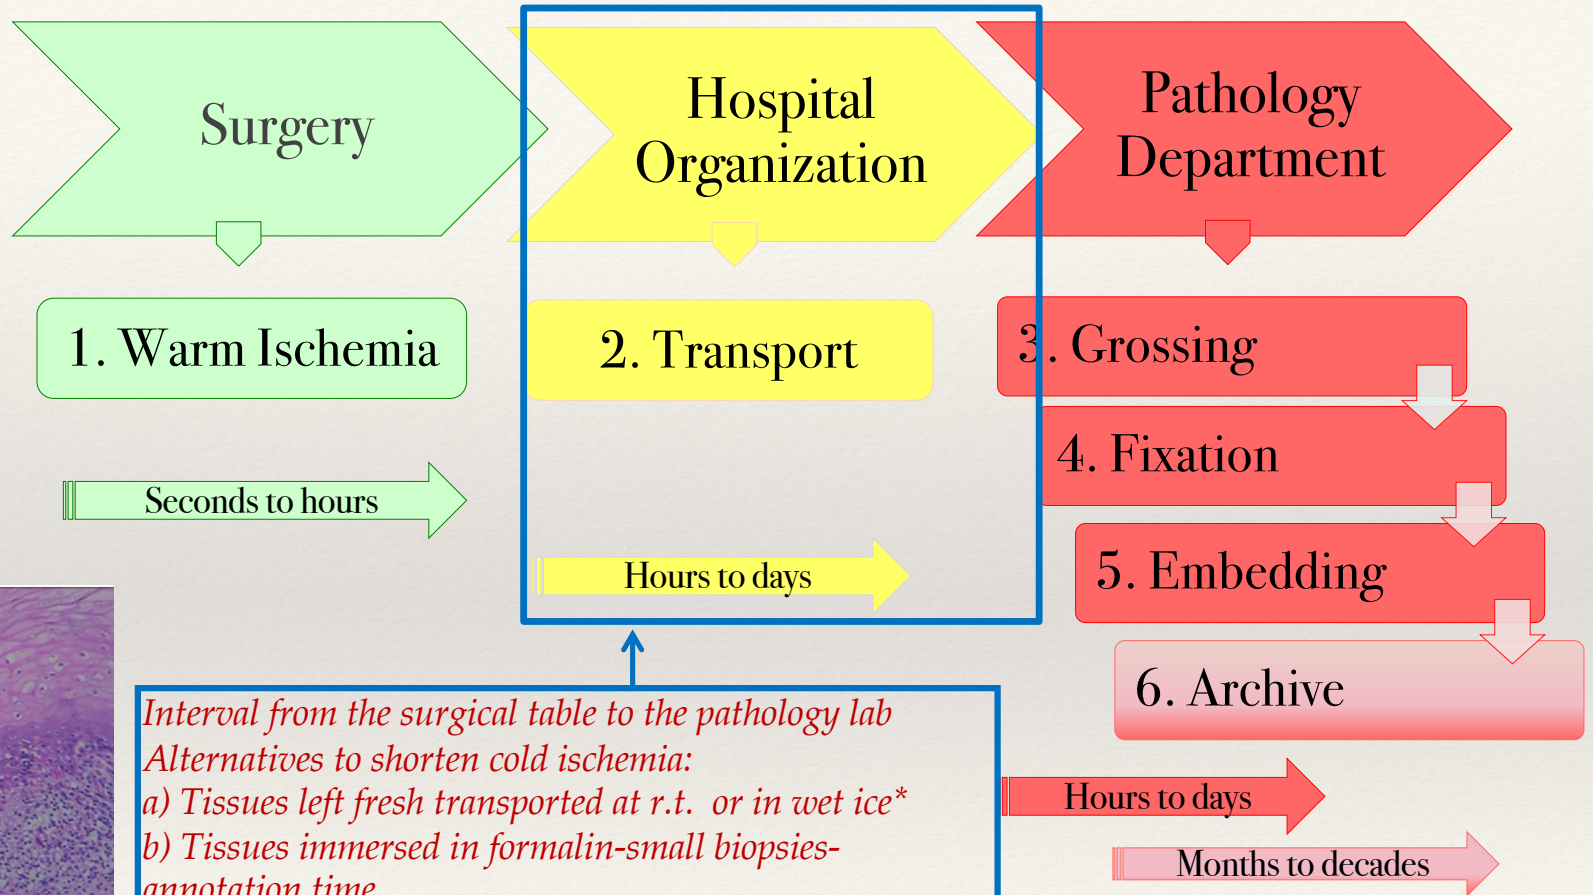 Surgery
Hospital
Organization
Pathology
Department
1. Warm Ischemia
2. Transport
3. Grossing
4. Fixation
5. Embedding
6. Archive
Seconds to hours
Hours to days
Interval from the surgical table to the pathology lab
Alternatives to shorten cold ischemia:
a) Tissues left fresh transported at r.t. or in wet ice*
b) Tissues immersed in formalin-small biopsies-
annotation time
Hours to days
Months to decades